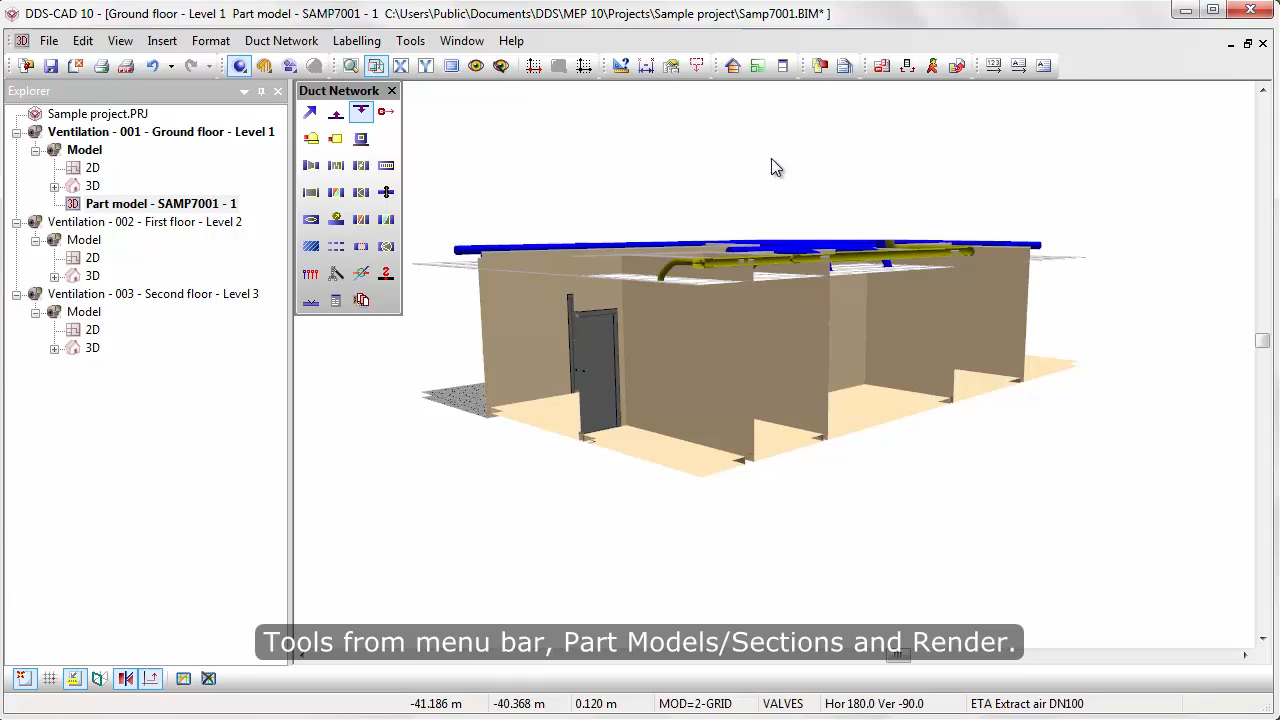 DDS-CAD 10 - [Ground floor - Level 1  Part model - SAMP7001 - 1  C:\Users\Public\Documents\DDS\MEP 10\Projects\Sample project\Samp7001.BIM* ]
3D File Edit View Insert Format Duct Network Labelling Tools Window Help
Explorer
Sample project.PRJ
Ventilation - 001 - Ground floor - Level 1
Model
2D
3D
3D Part model - SAMP7001 - 1
Ventilation - 002 - First floor - Level 2
Model
2D
3D
Ventilation - 003 - Second floor - Level 3
Model
2D
3D
Duct Network
Tools from menu bar, Part Models/Sections and Render.
-41.186 m -40.368 m 0.120 m MOD=2-GRID VALVES Hor 180.0 Ver -90.0 ETA Extract air DN100